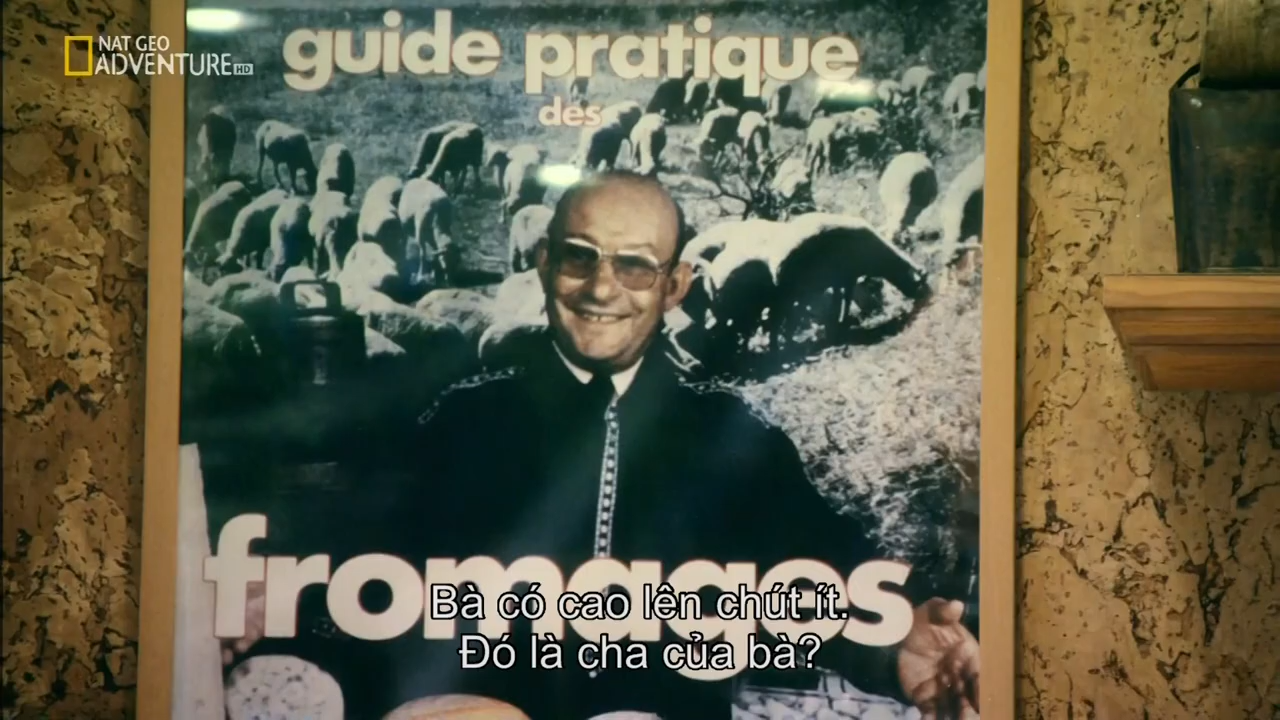 NAT GEO
ADVENTURE HD
guide pratique
des
fromages
Bà có cao lên chút ít.
Đó là cha của bà?